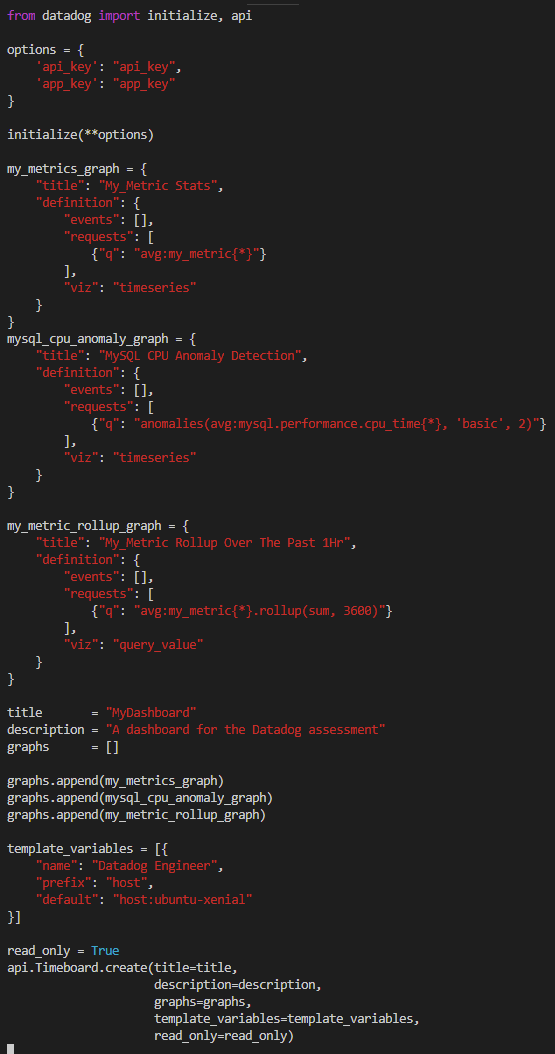 from datadog import initialize, api

options = {
    'api_key': "api_key",
    'app_key': "app_key"
}

initialize(**options)

my_metrics_graph = {
    "title": "My_Metric Stats",
    "definition": {
        "events": [],
        "requests": [
            {"q": "avg:my_metric{*}"}
        ],
        "viz": "timeseries"
    }
}
mysql_cpu_anomaly_graph = {
    "title": "MySQL CPU Anomaly Detection",
    "definition": {
        "events": [],
        "requests": [
            {"q": "anomalies(avg:mysql.performance.cpu_time{*}, 'basic', 2)"}
        ],
        "viz": "timeseries"
    }
}

my_metric_rollup_graph = {
    "title": "My_Metric Rollup Over The Past 1Hr",
    "definition": {
        "events": [],
        "requests": [
            {"q": "avg:my_metric{*}.rollup(sum, 3600)"}
        ],
        "viz": "query_value"
    }
}

title       = "MyDashboard"
description = "A dashboard for the Datadog assessment"
graphs      = []

graphs.append(my_metrics_graph)
graphs.append(mysql_cpu_anomaly_graph)
graphs.append(my_metric_rollup_graph)

template_variables = [{
    "name": "Datadog Engineer",
    "prefix": "host",
    "default": "host:ubuntu-xenial"
}]

read_only = True
api.Timeboard.create(title=title,
                     description=description,
                     graphs=graphs,
                     template_variables=template_variables,
                     read_only=read_only)